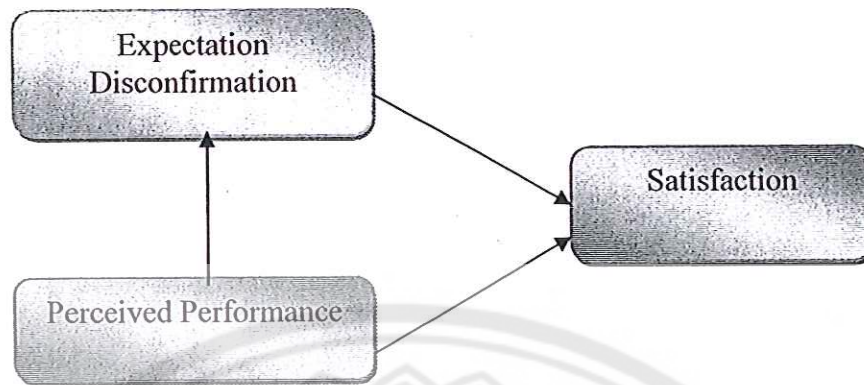 Expectation
Disconfirmation
Satisfaction
Perceived Performance